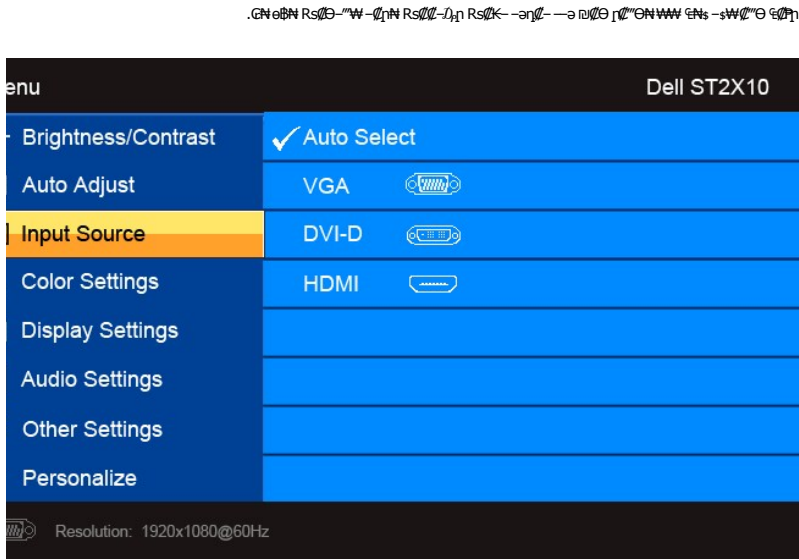 enu
Dell ST2X10
Brightness/Contrast
Auto Select
Auto Adjust
VGA
Input Source
DVI-D
Color Settings
HDMI
Display Settings
Audio Settings
Other Settings
Personalize
Resolution: 1920x1080@60Hz